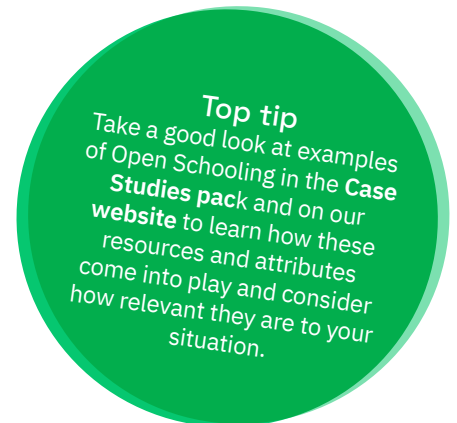 Top tip
Take a good look at examples
of Open Schooling in the Case
Studies pack and on our
website to learn how these
resources and attributes
come into play and consider
how relevant they are to your
situation.